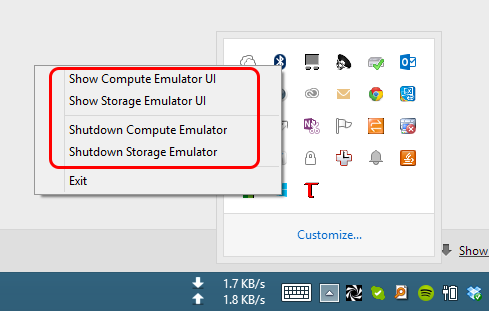 Show Compute Emulator UI
Show Storage Emulator UI
Shutdown Compute Emulator
Shutdown Storage Emulator
Exit
Customize...
Show
1.7 KB/s
1.8 KB/s